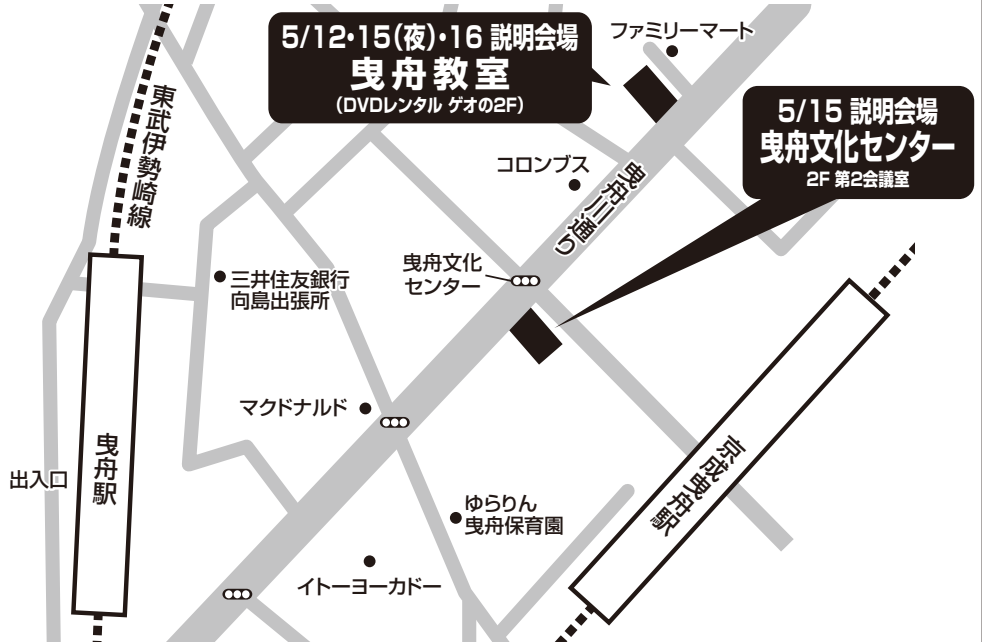 5/12・15(夜)・16 説明会場
曳舟教室
(DVDレンタル ゲオの2F)
ファミリーマート
5/15 説明会場
曳舟文化センター
2F 第2会議室
東武伊勢崎線
コロンブス
曳舟川通り
曳舟文化
センター
三井住友銀行
向島出張所
マクドナルド
曳舟駅
出入口
京成曳舟駅
ゆらりん
曳舟保育園
イトーヨーカドー